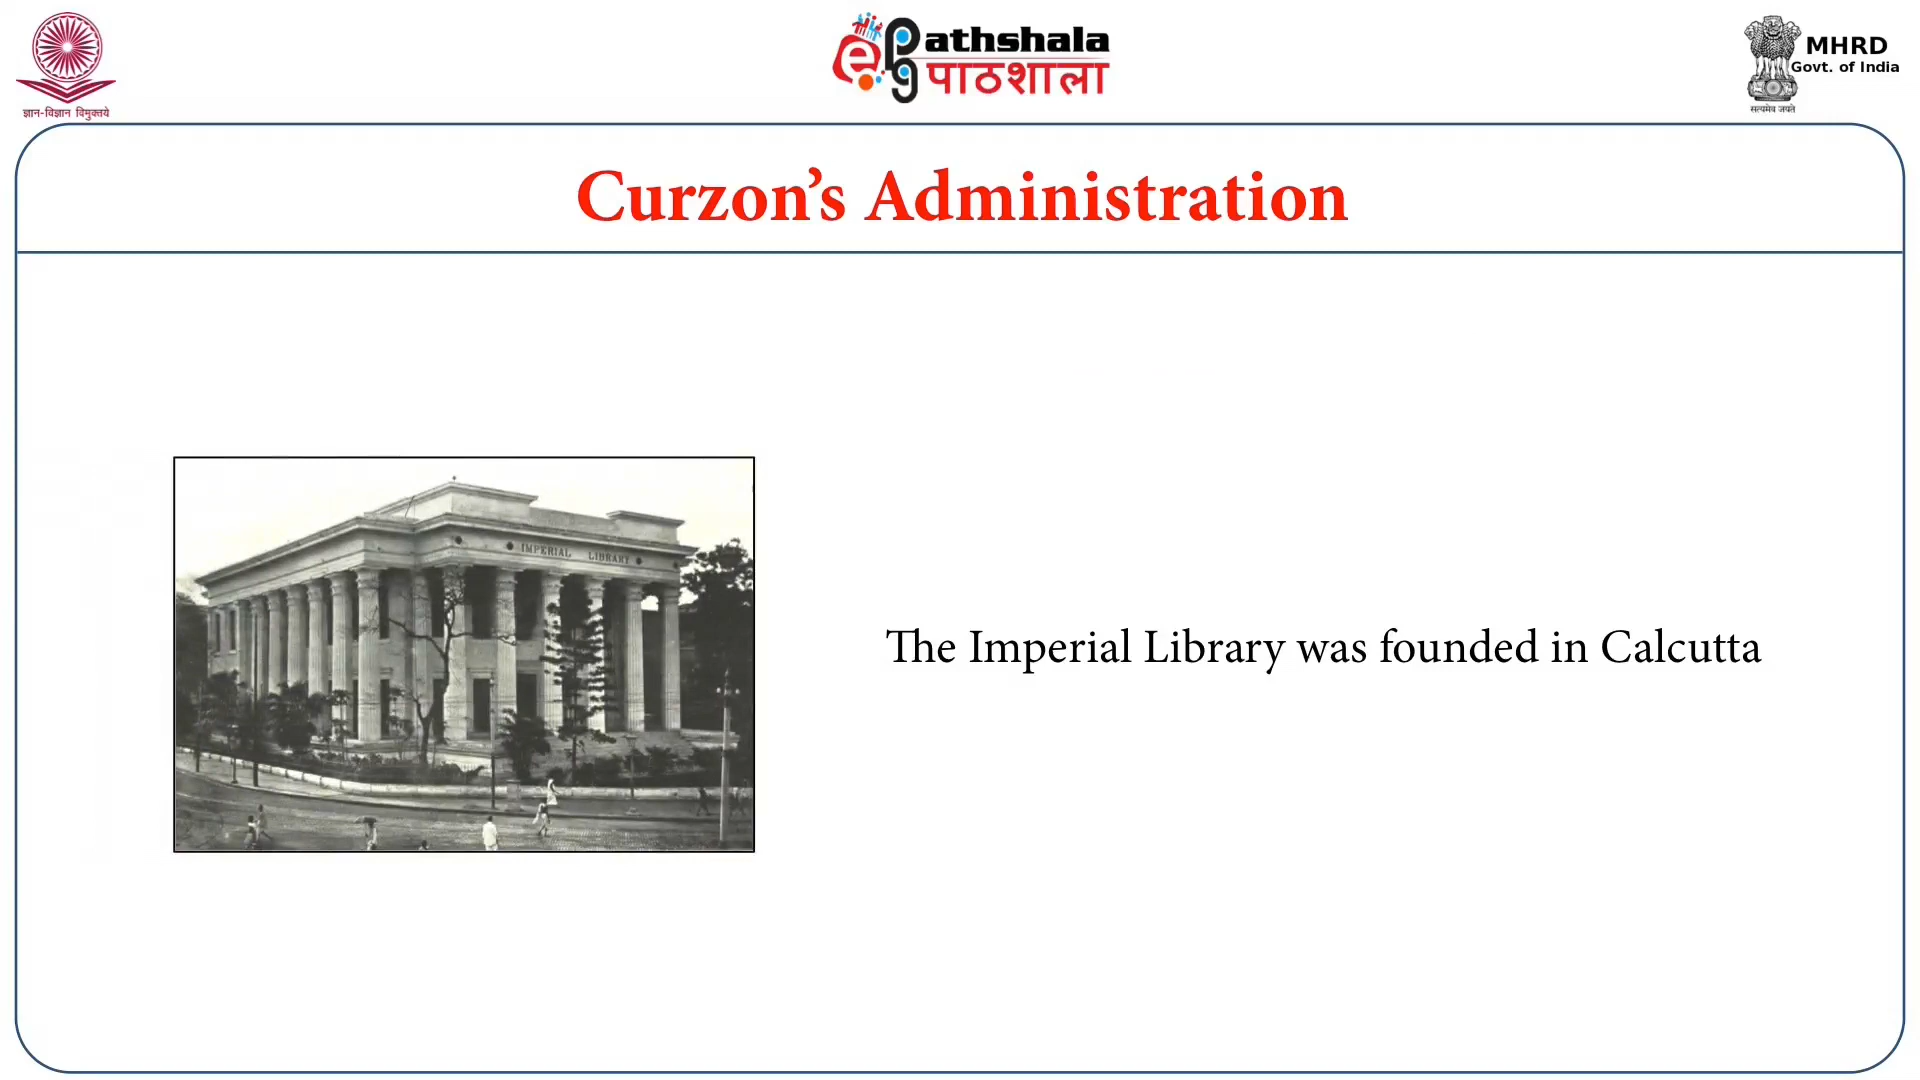 ज्ञान-विज्ञान विमुक्तये
e pg
Pathshala
पाठशाला
MHRD
Govt. of India
सत्यमेव जयते
Curzon’s Administration
IMPERIAL LIBRARY
The Imperial Library was founded in Calcutta